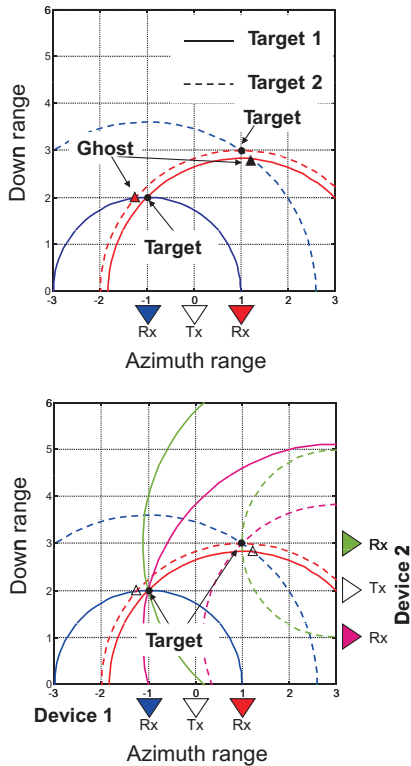 6
Target 1
5
Target 2
4
Target
Down range
3
Ghost
2
1
Target
0
-3 -2 -1 0 1 2 3
Rx Tx Rx
Azimuth range
6
5
4
Down range
3
Rx
2
Tx
Device 2
Target
1
Rx
0
-3 -2 -1 0 1 2 3
Device 1
Rx Tx Rx
Azimuth range